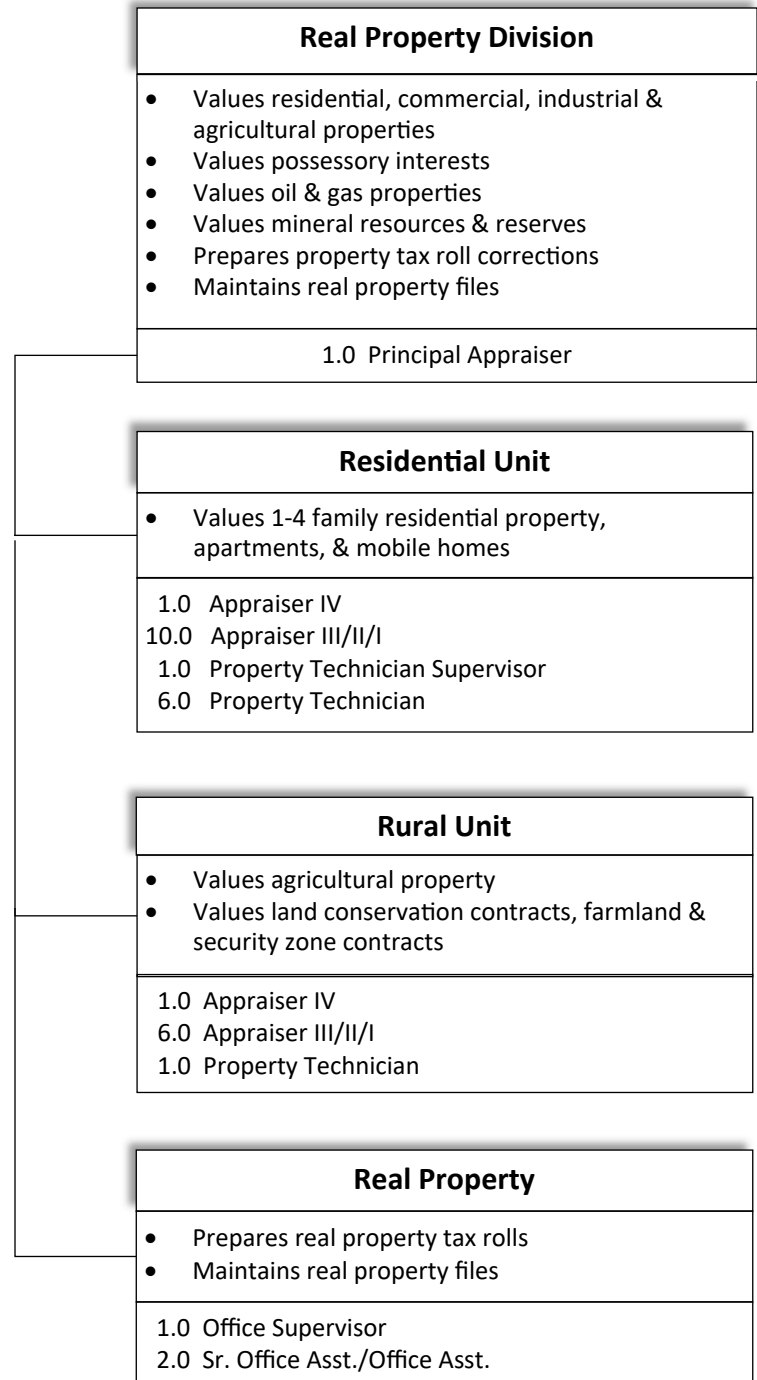 Real Property Division
• Values residential, commercial, industrial &
agricultural properties
• Values possessory interests
• Values oil & gas properties
• Values mineral resources & reserves
• Prepares property tax roll corrections
• Maintains real property files
1.0 Principal Appraiser
Residential Unit
• Values 1-4 family residential property,
apartments, & mobile homes
1.0 Appraiser IV
10.0 Appraiser III/II/I
1.0 Property Technician Supervisor
6.0 Property Technician
Rural Unit
• Values agricultural property
• Values land conservation contracts, farmland &
security zone contracts
1.0 Appraiser IV
6.0 Appraiser III/II/I
1.0 Property Technician
Real Property
• Prepares real property tax rolls
• Maintains real property files
1.0 Office Supervisor
2.0 Sr. Office Asst./Office Asst.